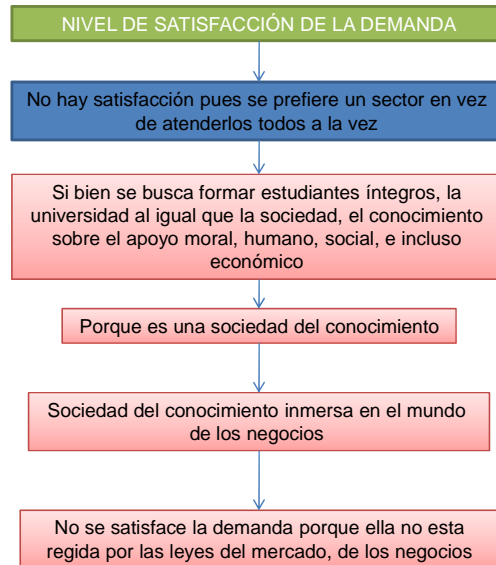 NIVEL DE SATISFACCIÓN DE LA DEMANDA
No hay satisfacción pues se prefiere un sector en vez
de atenderlos todos a la vez
Si bien se busca formar estudiantes íntegros, la
universidad al igual que la sociedad, el conocimiento
sobre el apoyo moral, humano, social, e incluso
económico
Porque es una sociedad del conocimiento
Sociedad del conocimiento inmersa en el mundo
de los negocios
No se satisface la demanda porque ella no esta
regida por las leyes del mercado, de los negocios